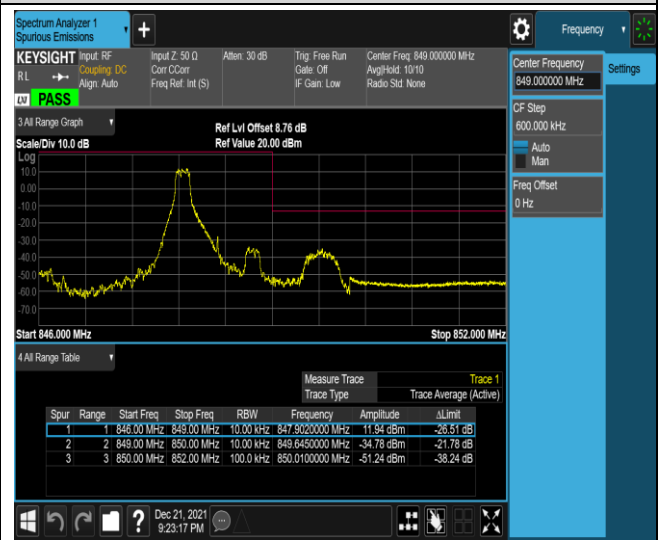 Spectrum Analyzer 1
Spurious Emissions
Frequency
KEYSIGHT
R L
LXI
PASS
Input: RF
Coupling: DC
Align: Auto
Input Z: 50 Ω
Corr CCorr
Freq Ref: Int (S)
Atten: 30 dB
Trig: Free Run
Gate: Off
IF Gain: Low
Center Freq: 849.000000 MHz
Avg|Hold: 10/10
Radio Std: None
Center Frequency
849.000000 MHz
Settings
CF Step
600.000 kHz
Auto
Man
Freq Offset
0 Hz
3 All Range Graph
Scale/Div 10.0 dB
Ref Lvl Offset 8.76 dB
Ref Value 20.00 dBm
Log
10.0
0.00
-10.0
-20.0
-30.0
-40.0
-50.0
-60.0
-70.0
Start 846.000 MHz
Stop 852.000 MHz
4 All Range Table
Measure Trace Trace 1
Trace Type Trace Average (Active)
Spur Range Start Freq Stop Freq RBW Frequency Amplitude ΔLimit
1 1 846.00 MHz 849.00 MHz 10.00 kHz 847.9020000 MHz 11.94 dBm -26.51 dB
2 2 849.00 MHz 850.00 MHz 10.00 kHz 849.6450000 MHz -34.78 dBm -21.78 dB
3 3 850.00 MHz 852.00 MHz 100.0 kHz 850.0100000 MHz -51.24 dBm -38.24 dB
?
Dec 21, 2021
9:23:17 PM